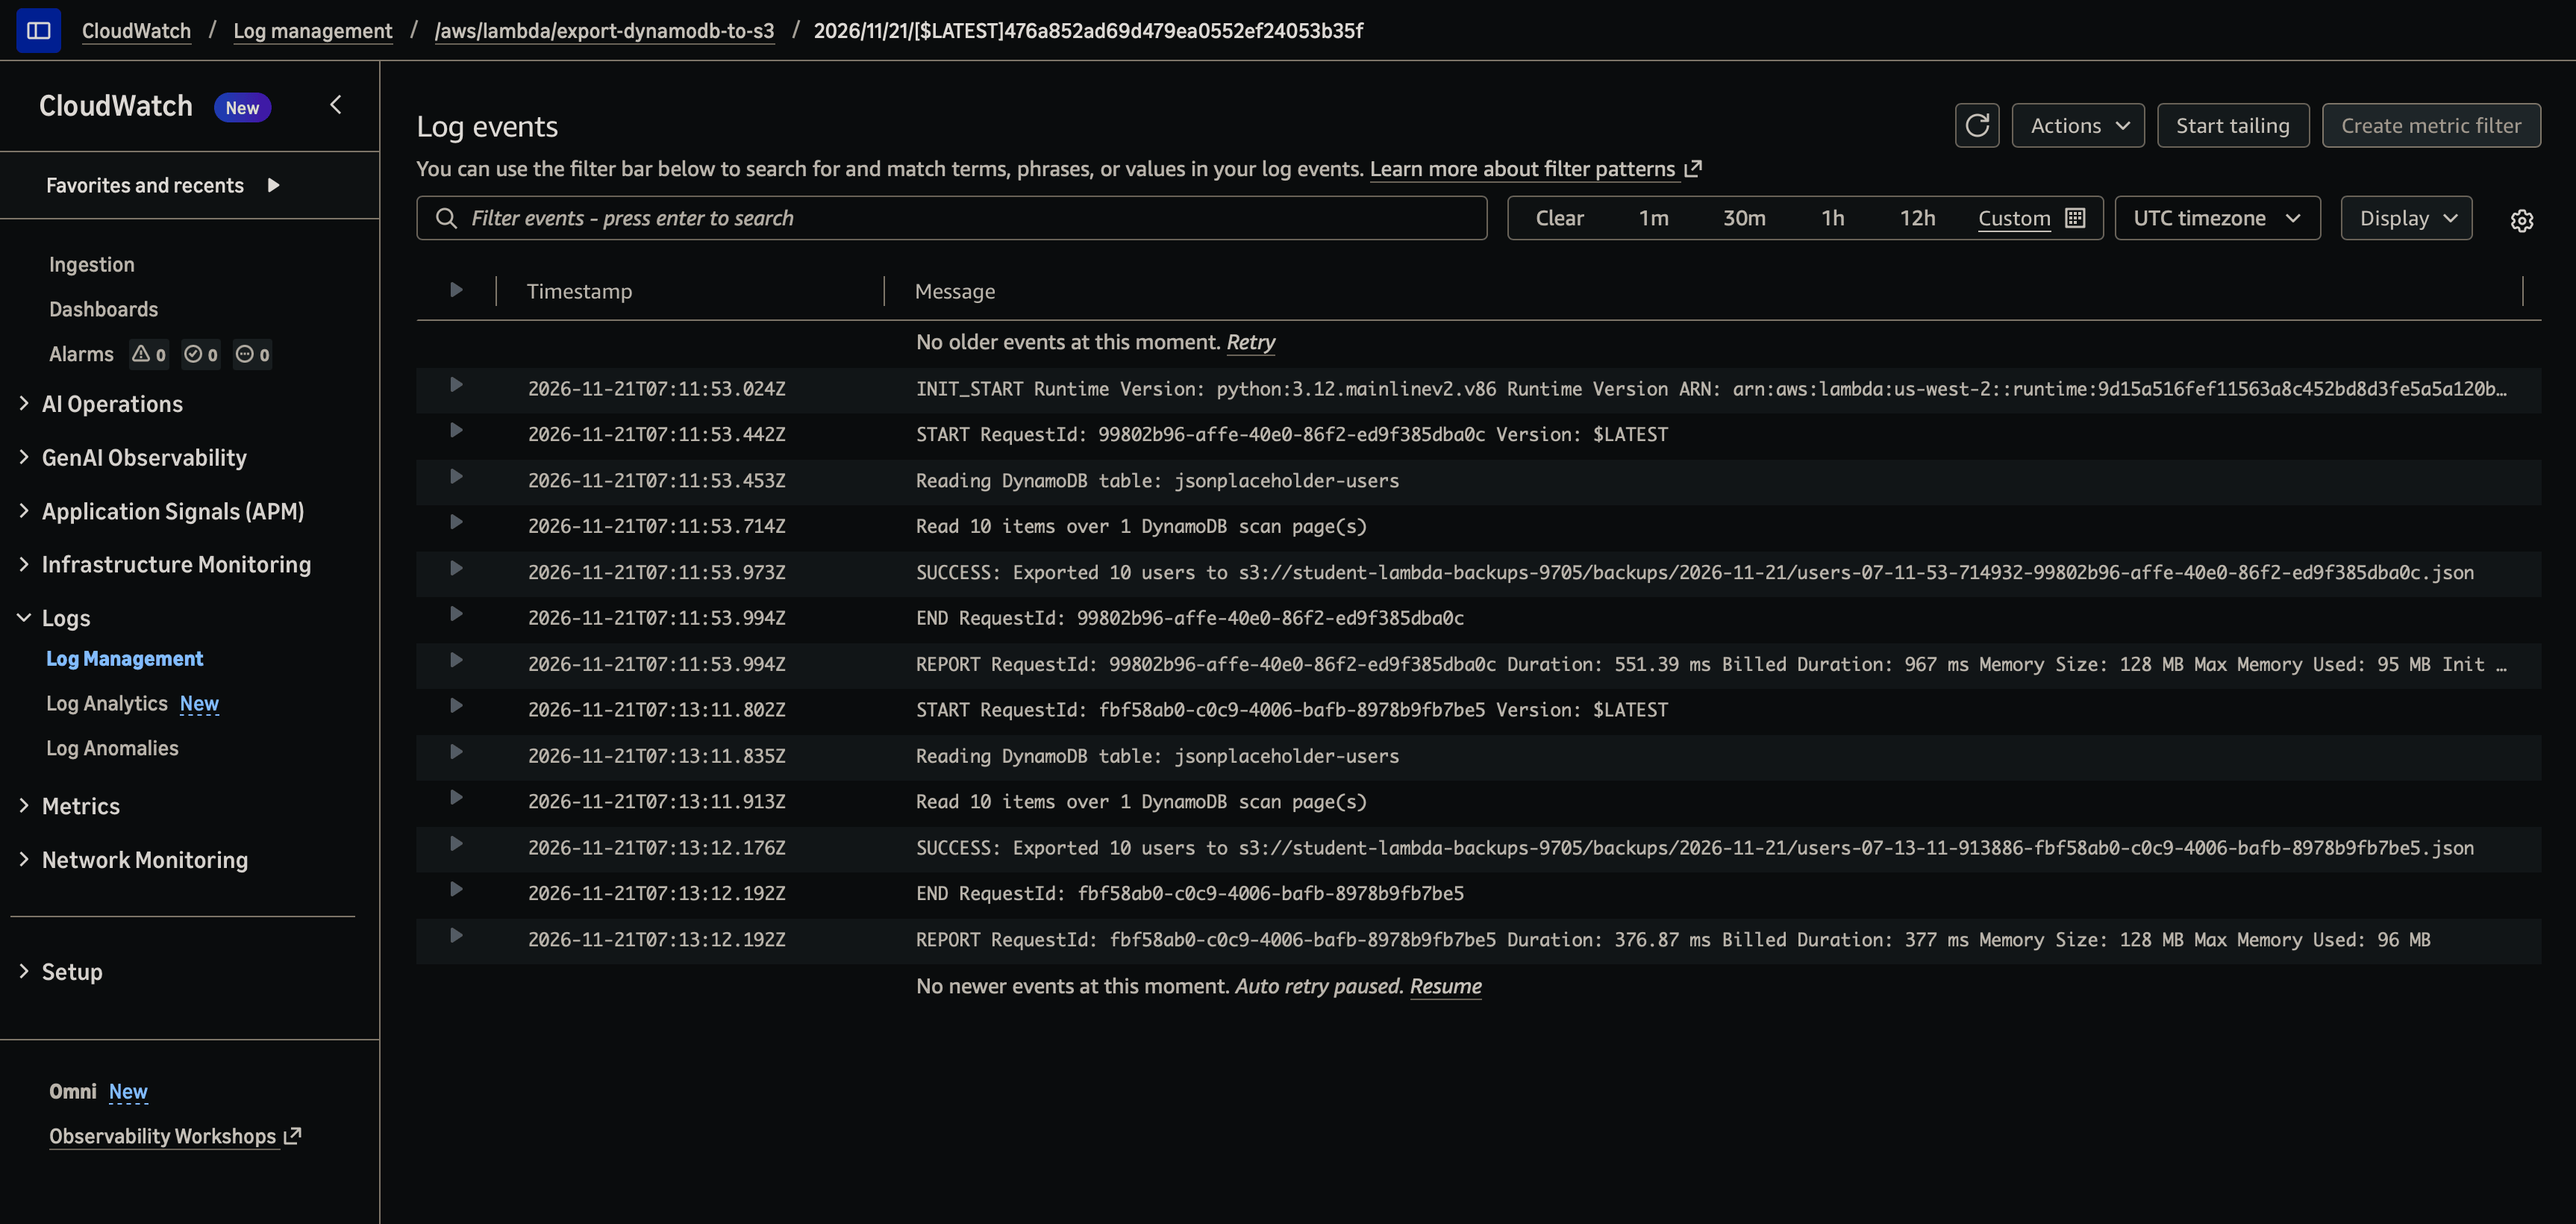 CloudWatch / Log management / /aws/lambda/export-dynamodb-to-s3 / 2026/11/21/[$LATEST]476a852ad69d479ea0552ef24053b35f
CloudWatch New
Favorites and recents
Ingestion
Dashboards
Alarms 0 0 0
AI Operations
GenAI Observability
Application Signals (APM)
Infrastructure Monitoring
Logs
Log Management
Log Analytics New
Log Anomalies
Metrics
Network Monitoring
Setup
Omni New
Observability Workshops
Log events
Actions Start tailing Create metric filter
You can use the filter bar below to search for and match terms, phrases, or values in your log events. Learn more about filter patterns
Filter events - press enter to search Clear 1m 30m 1h 12h Custom UTC timezone Display
Timestamp Message
No older events at this moment. Retry
2026-11-21T07:11:53.024Z INIT_START Runtime Version: python:3.12.mainlinev2.v86 Runtime Version ARN: arn:aws:lambda:us-west-2::runtime:9d15a516fef11563a8c452bd8d3fe5a5a120b…
2026-11-21T07:11:53.442Z START RequestId: 99802b96-affe-40e0-86f2-ed9f385dba0c Version: $LATEST
2026-11-21T07:11:53.453Z Reading DynamoDB table: jsonplaceholder-users
2026-11-21T07:11:53.714Z Read 10 items over 1 DynamoDB scan page(s)
2026-11-21T07:11:53.973Z SUCCESS: Exported 10 users to s3://student-lambda-backups-9705/backups/2026-11-21/users-07-11-53-714932-99802b96-affe-40e0-86f2-ed9f385dba0c.json
2026-11-21T07:11:53.994Z END RequestId: 99802b96-affe-40e0-86f2-ed9f385dba0c
2026-11-21T07:11:53.994Z REPORT RequestId: 99802b96-affe-40e0-86f2-ed9f385dba0c Duration: 551.39 ms Billed Duration: 967 ms Memory Size: 128 MB Max Memory Used: 95 MB Init …
2026-11-21T07:13:11.802Z START RequestId: fbf58ab0-c0c9-4006-bafb-8978b9fb7be5 Version: $LATEST
2026-11-21T07:13:11.835Z Reading DynamoDB table: jsonplaceholder-users
2026-11-21T07:13:11.913Z Read 10 items over 1 DynamoDB scan page(s)
2026-11-21T07:13:12.176Z SUCCESS: Exported 10 users to s3://student-lambda-backups-9705/backups/2026-11-21/users-07-13-11-913886-fbf58ab0-c0c9-4006-bafb-8978b9fb7be5.json
2026-11-21T07:13:12.192Z END RequestId: fbf58ab0-c0c9-4006-bafb-8978b9fb7be5
2026-11-21T07:13:12.192Z REPORT RequestId: fbf58ab0-c0c9-4006-bafb-8978b9fb7be5 Duration: 376.87 ms Billed Duration: 377 ms Memory Size: 128 MB Max Memory Used: 96 MB
No newer events at this moment. Auto retry paused. Resume